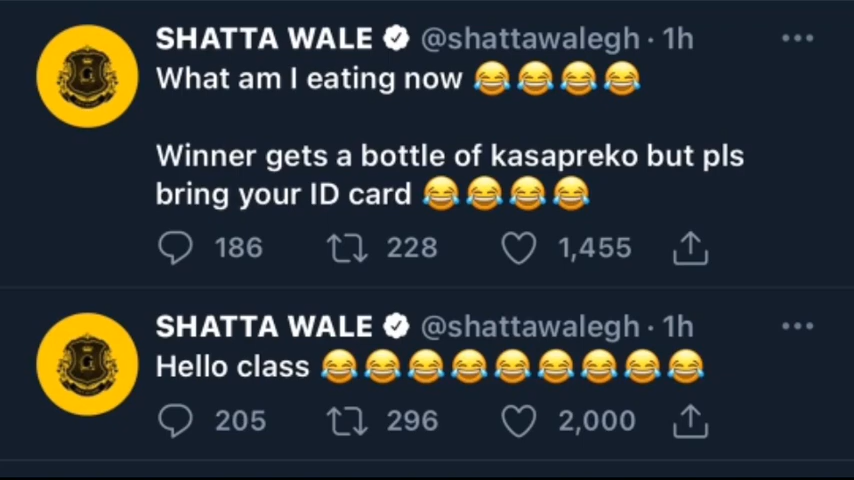 SHATTA WALE @shattawalegh · 1h
What am I eating now 😂😂😂😂
Winner gets a bottle of kasapreko but pls
bring your ID card 😂😂😂😂
186 228 1,455
SHATTA WALE @shattawalegh · 1h
Hello class 😂😂😂😂😂😂😂😂😂
205 296 2,000